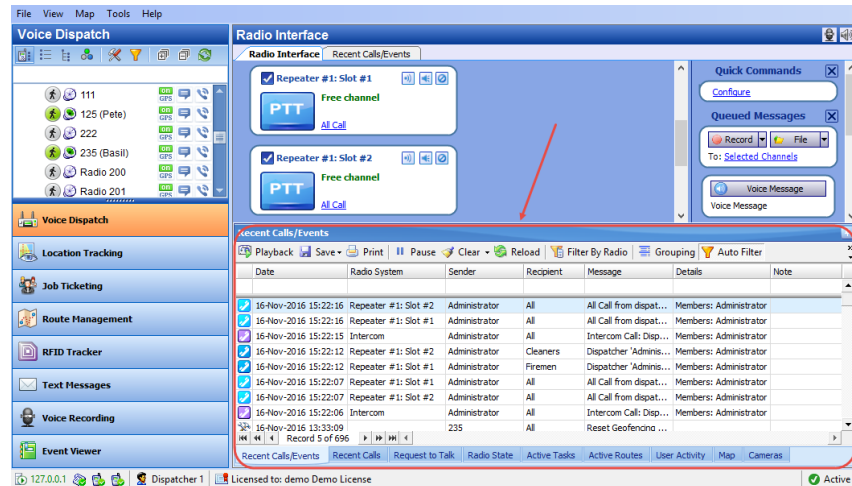 File View Map Tools Help
Voice Dispatch
Radio Interface
Radio Interface Recent Calls/Events
111
on GPS
125 (Pete)
on GPS
222
on GPS
235 (Basil)
on GPS
Radio 200
on GPS
Radio 201
on GPS
Repeater #1: Slot #1
Free channel
PTT
All Call
Repeater #1: Slot #2
Free channel
PTT
All Call
Quick Commands
Configure
Queued Messages
Record File
To: Selected Channels
Voice Message
Voice Message
Voice Dispatch
Location Tracking
Job Ticketing
Route Management
RFID Tracker
Text Messages
Voice Recording
Event Viewer
Recent Calls/Events
Playback Save Print Pause Clear Reload Filter By Radio Grouping Auto Filter
Date Radio System Sender Recipient Message Details Note
16-Nov-2016 15:22:16 Repeater #1: Slot #2 Administrator All All Call from dispat... Members: Administrator
16-Nov-2016 15:22:16 Repeater #1: Slot #1 Administrator All All Call from dispat... Members: Administrator
16-Nov-2016 15:22:15 Intercom Administrator All Intercom Call: Disp... Members: Administrator
16-Nov-2016 15:22:12 Repeater #1: Slot #2 Administrator Cleaners Dispatcher 'Adminis... Members: Administrator
16-Nov-2016 15:22:12 Repeater #1: Slot #1 Administrator Firemen Dispatcher 'Adminis... Members: Administrator
16-Nov-2016 15:22:07 Repeater #1: Slot #1 Administrator All All Call from dispat... Members: Administrator
16-Nov-2016 15:22:07 Repeater #1: Slot #2 Administrator All All Call from dispat... Members: Administrator
16-Nov-2016 15:22:06 Intercom Administrator All Intercom Call: Disp... Members: Administrator
16-Nov-2016 13:33:09 235 All Reset Geofencing ...
Record 5 of 696
Recent Calls/Events Recent Calls Request to Talk Radio State Active Tasks Active Routes User Activity Map Cameras
127.0.0.1 Dispatcher 1 Licensed to: demo Demo License Active